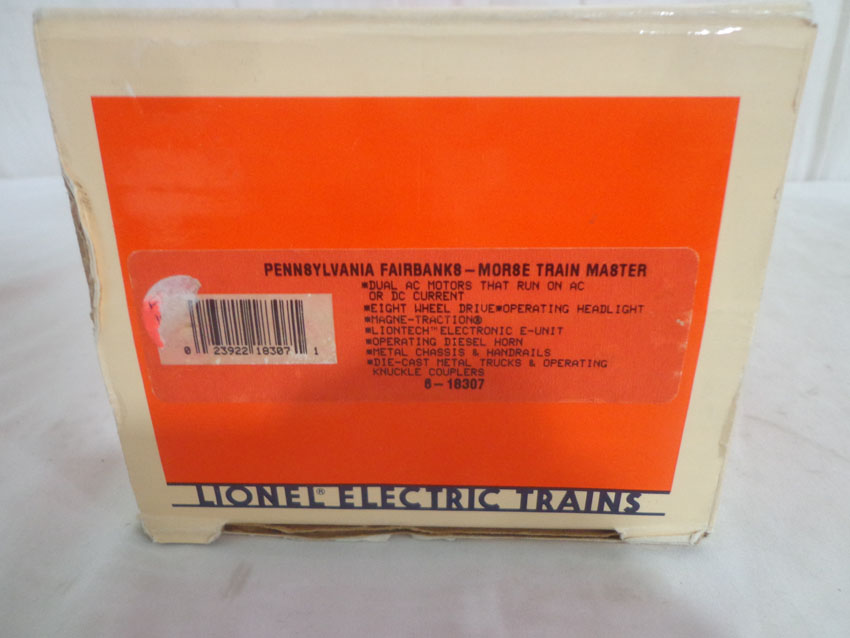 PENNSYLVANIA FAIRBANKS-MORSE TRAIN MASTER
*DUAL AC MOTORS THAT RUN ON AC
OR DC CURRENT
*EIGHT WHEEL DRIVE*OPERATING HEADLIGHT
*MAGNE-TRACTION®
*LIONTECH™ ELECTRONIC E-UNIT
*OPERATING DIESEL HORN
*METAL CHASSIS & HANDRAILS
*DIE-CAST METAL TRUCKS & OPERATING
KNUCKLE COUPLERS
6-18307
0 23922 18307 1
LIONEL® ELECTRIC TRAINS